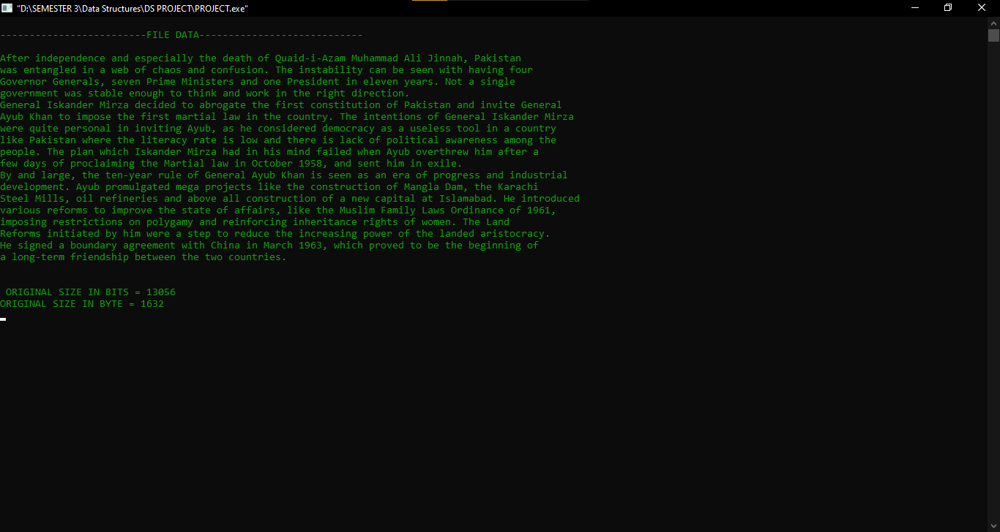 "D:\SEMESTER 3\Data Structures\DS PROJECT\PROJECT.exe"
-------------------------FILE DATA----------------------------
After independence and especially the death of Quaid-i-Azam Muhammad Ali Jinnah, Pakistan
was entangled in a web of chaos and confusion. The instability can be seen with having four
Governor Generals, seven Prime Ministers and one President in eleven years. Not a single
government was stable enough to think and work in the right direction.
General Iskander Mirza decided to abrogate the first constitution of Pakistan and invite General
Ayub Khan to impose the first martial law in the country. The intentions of General Iskander Mirza
were quite personal in inviting Ayub, as he considered democracy as a useless tool in a country
like Pakistan where the literacy rate is low and there is lack of political awareness among the
people. The plan which Iskander Mirza had in his mind failed when Ayub overthrew him after a
few days of proclaiming the Martial law in October 1958, and sent him in exile.
By and large, the ten-year rule of General Ayub Khan is seen as an era of progress and industrial
development. Ayub promulgated mega projects like the construction of Mangla Dam, the Karachi
Steel Mills, oil refineries and above all construction of a new capital at Islamabad. He introduced
various reforms to improve the state of affairs, like the Muslim Family Laws Ordinance of 1961,
imposing restrictions on polygamy and reinforcing inheritance rights of women. The Land
Reforms initiated by him were a step to reduce the increasing power of the landed aristocracy.
He signed a boundary agreement with China in March 1963, which proved to be the beginning of
a long-term friendship between the two countries.
ORIGINAL SIZE IN BITS = 13056
ORIGINAL SIZE IN BYTE = 1632